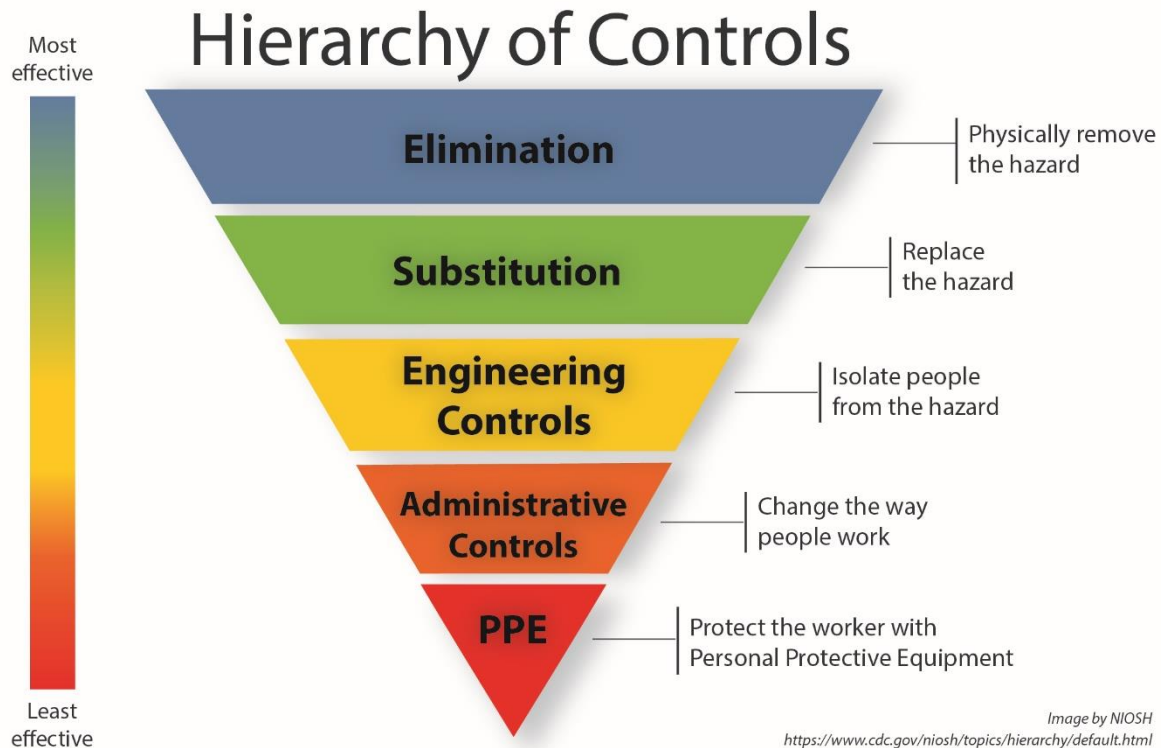 Hierarchy of Controls
Most
effective
Elimination
Physically remove
the hazard
Substitution
Replace
the hazard
Engineering
Controls
Isolate people
from the hazard
Administrative
Controls
Change the way
people work
PPE
Protect the worker with
Personal Protective Equipment
Least
effective
Image by NIOSH
https://www.cdc.gov/niosh/topics/hierarchy/default.html